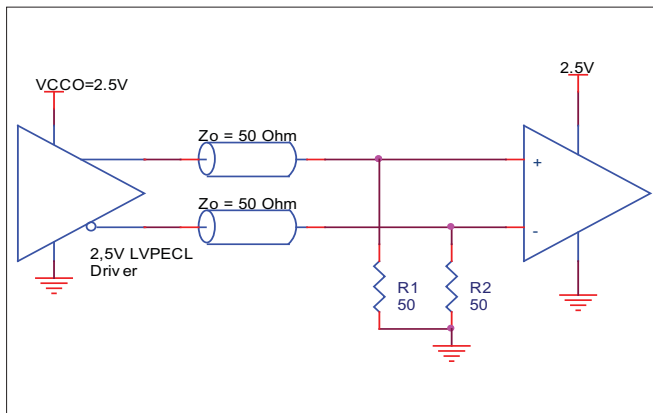 VCCO=2.5V
2.5V
Zo = 50 Ohm
+
Zo = 50 Ohm
-
2,5V LVPECL
Driver
R1
50
R2
50